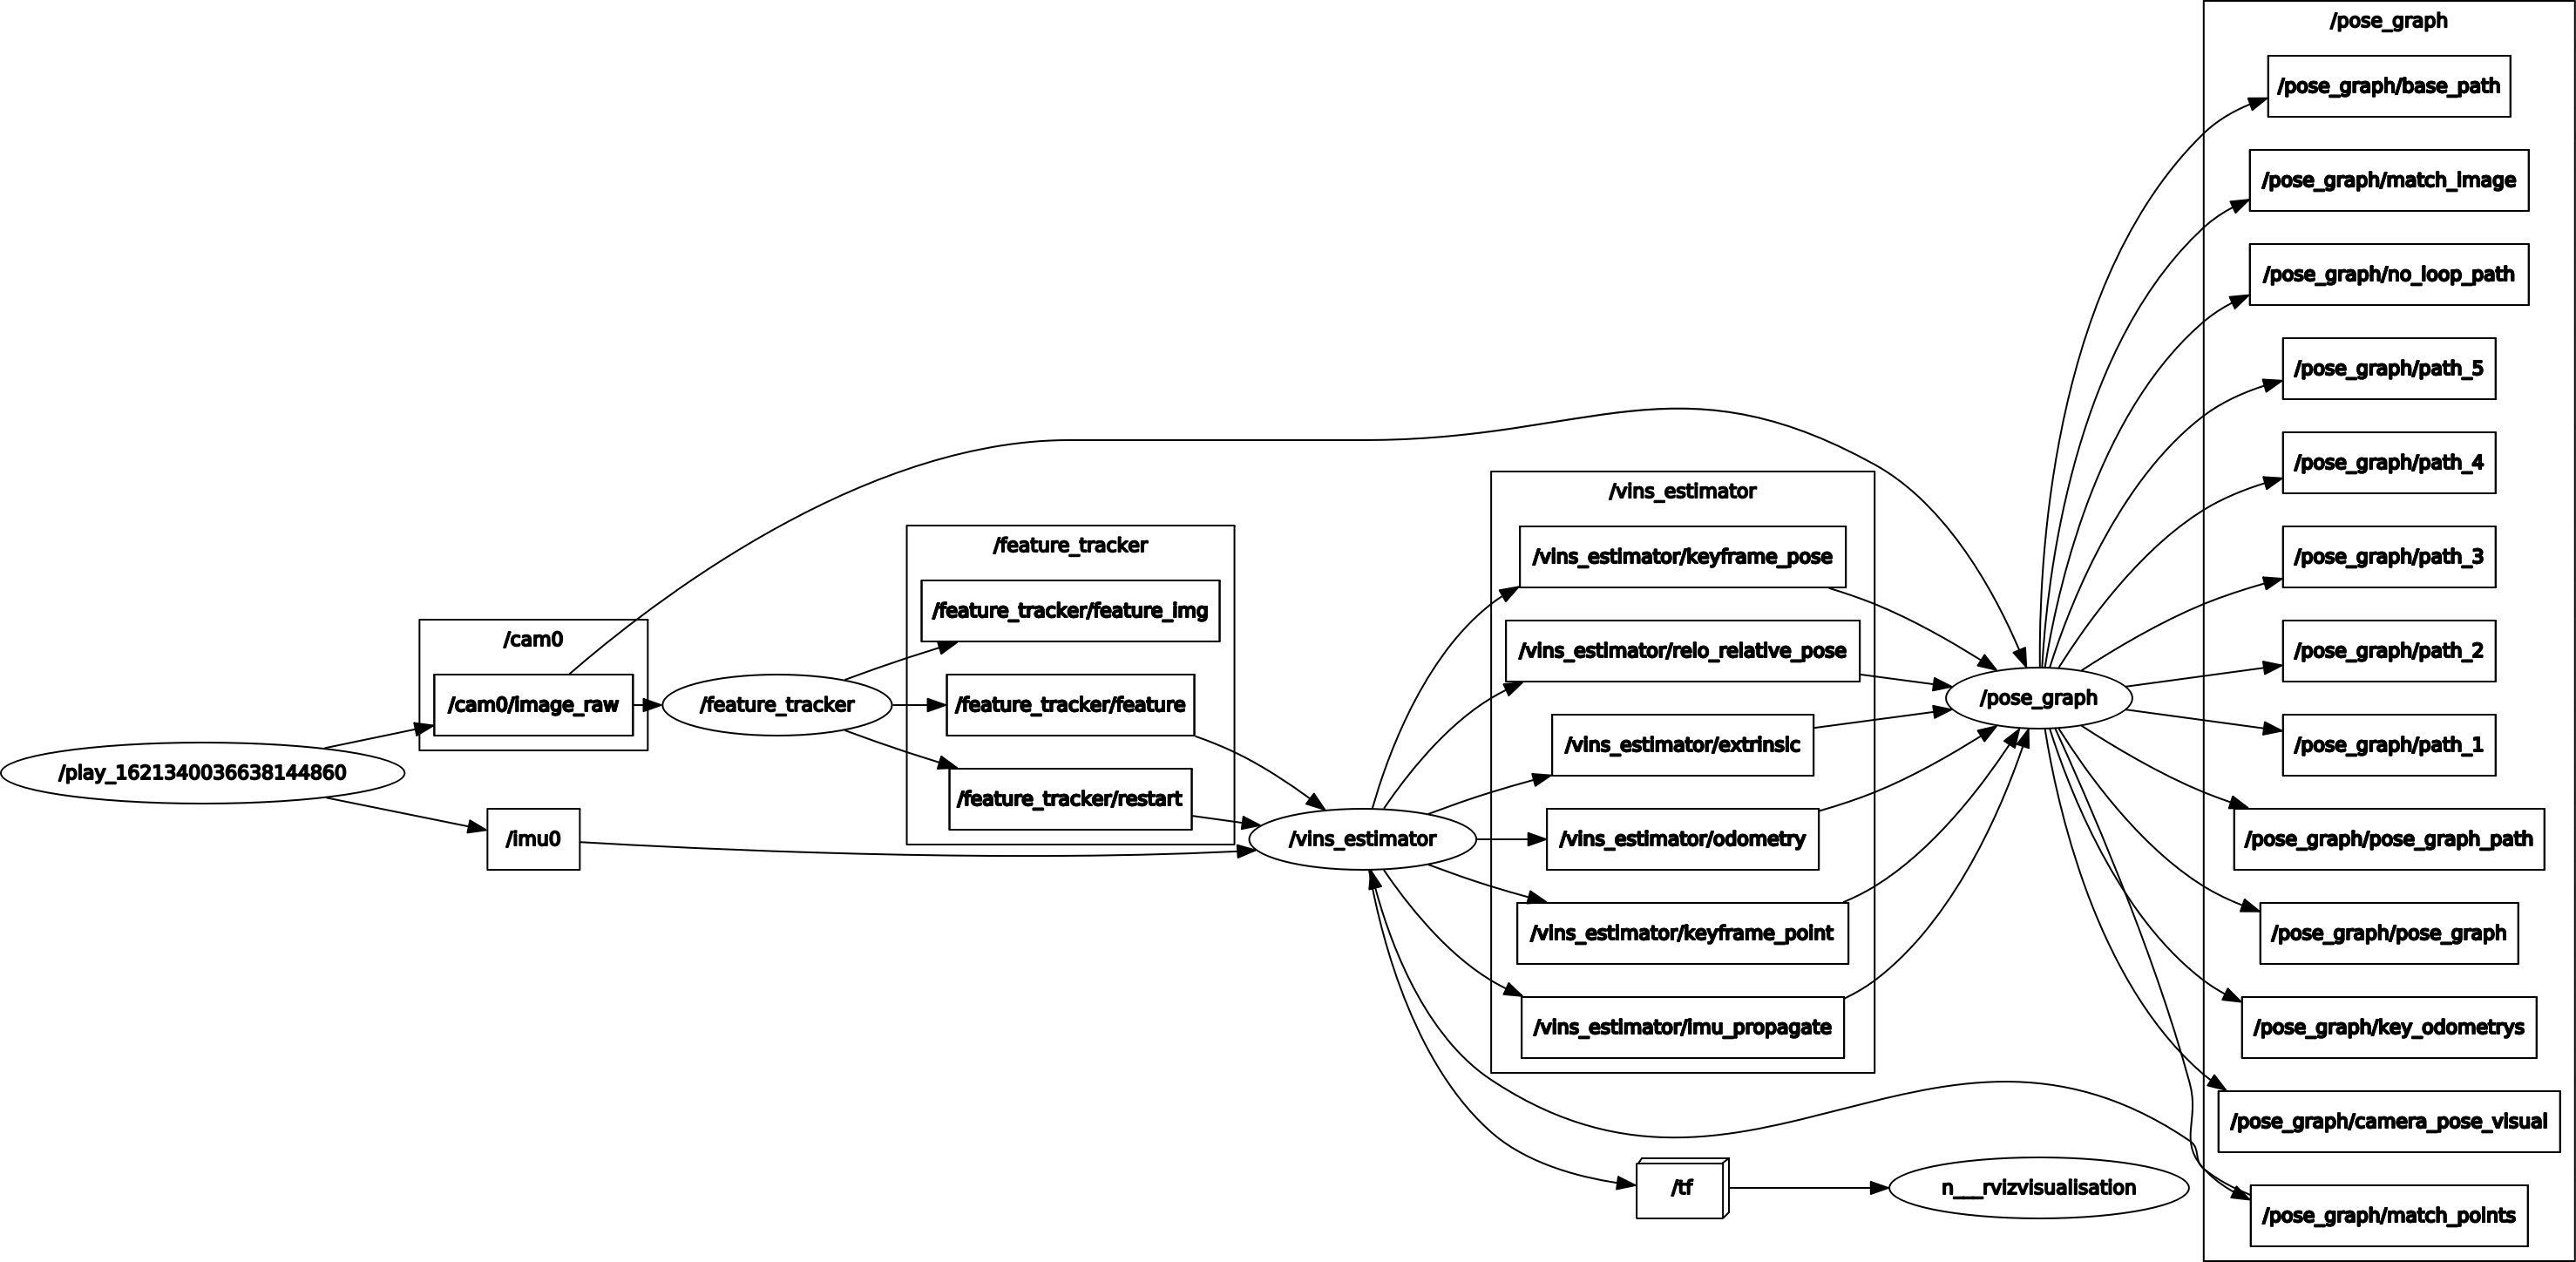 /play_1621340036638144860
/cam0
/cam0/image_raw
/imu0
/feature_tracker
/feature_tracker
/feature_tracker/feature_img
/feature_tracker/feature
/feature_tracker/restart
/vins_estimator
/vins_estimator
/vins_estimator/keyframe_pose
/vins_estimator/relo_relative_pose
/vins_estimator/extrinsic
/vins_estimator/odometry
/vins_estimator/keyframe_point
/vins_estimator/imu_propagate
/tf
n___rvizvisualisation
/pose_graph
/pose_graph
/pose_graph/base_path
/pose_graph/match_image
/pose_graph/no_loop_path
/pose_graph/path_5
/pose_graph/path_4
/pose_graph/path_3
/pose_graph/path_2
/pose_graph/path_1
/pose_graph/pose_graph_path
/pose_graph/pose_graph
/pose_graph/key_odometrys
/pose_graph/camera_pose_visual
/pose_graph/match_points